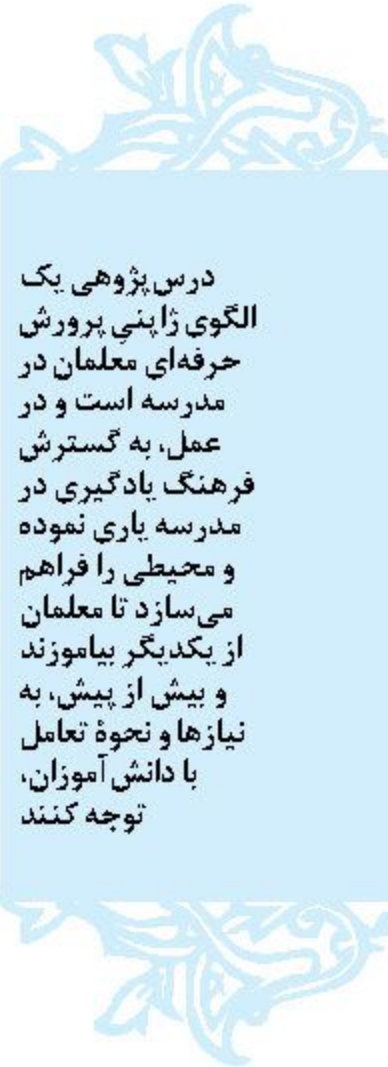 درس‌پژوهی یک
الگوی ژاپنیِ پرورش
حرفه‌ای معلمان در
مدرسه است و در
عمل، به گسترش
فرهنگ یادگیری در
مدرسه یاری نموده
و محیطی را فراهم
می‌سازد تا معلمان
از یکدیگر بیاموزند
و بیش از پیش، به
نیازها و نحوهٔ تعامل
با دانش‌آموزان،
توجه کنند